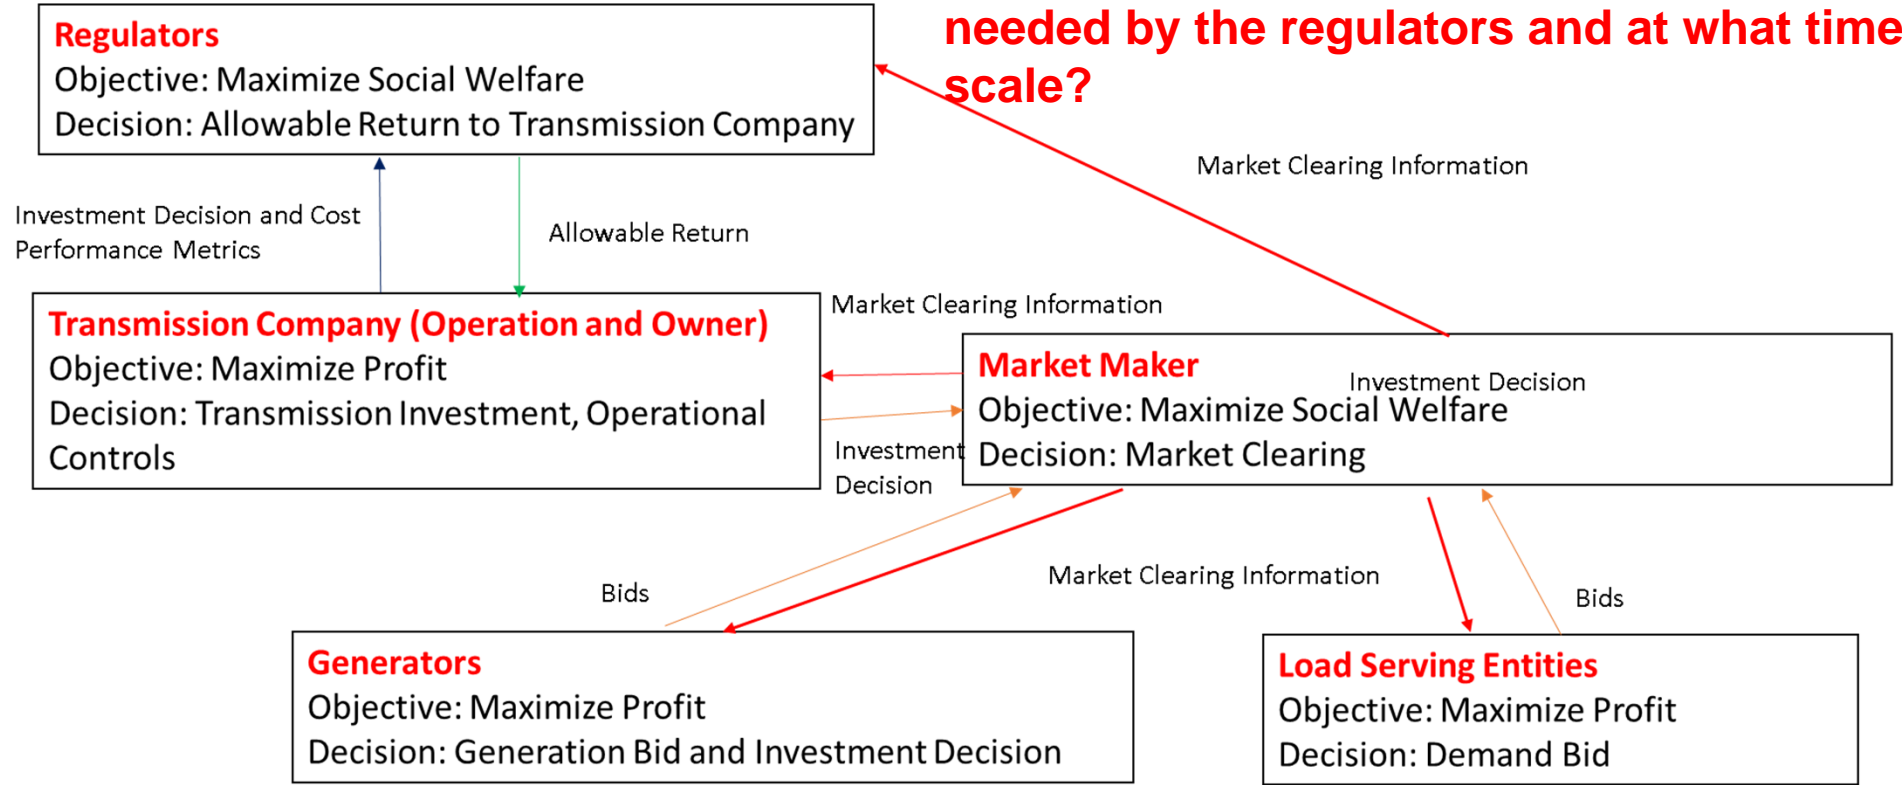 needed by the regulators and at what time
scale?
Regulators
Objective: Maximize Social Welfare
Decision: Allowable Return to Transmission Company
Market Clearing Information
Investment Decision and Cost
Performance Metrics
Allowable Return
Market Clearing Information
Transmission Company (Operation and Owner)
Objective: Maximize Profit
Decision: Transmission Investment, Operational
Controls
Investment
Decision
Market Maker
Investment Decision
Objective: Maximize Social Welfare
Decision: Market Clearing
Bids
Market Clearing Information
Bids
Generators
Objective: Maximize Profit
Decision: Generation Bid and Investment Decision
Load Serving Entities
Objective: Maximize Profit
Decision: Demand Bid